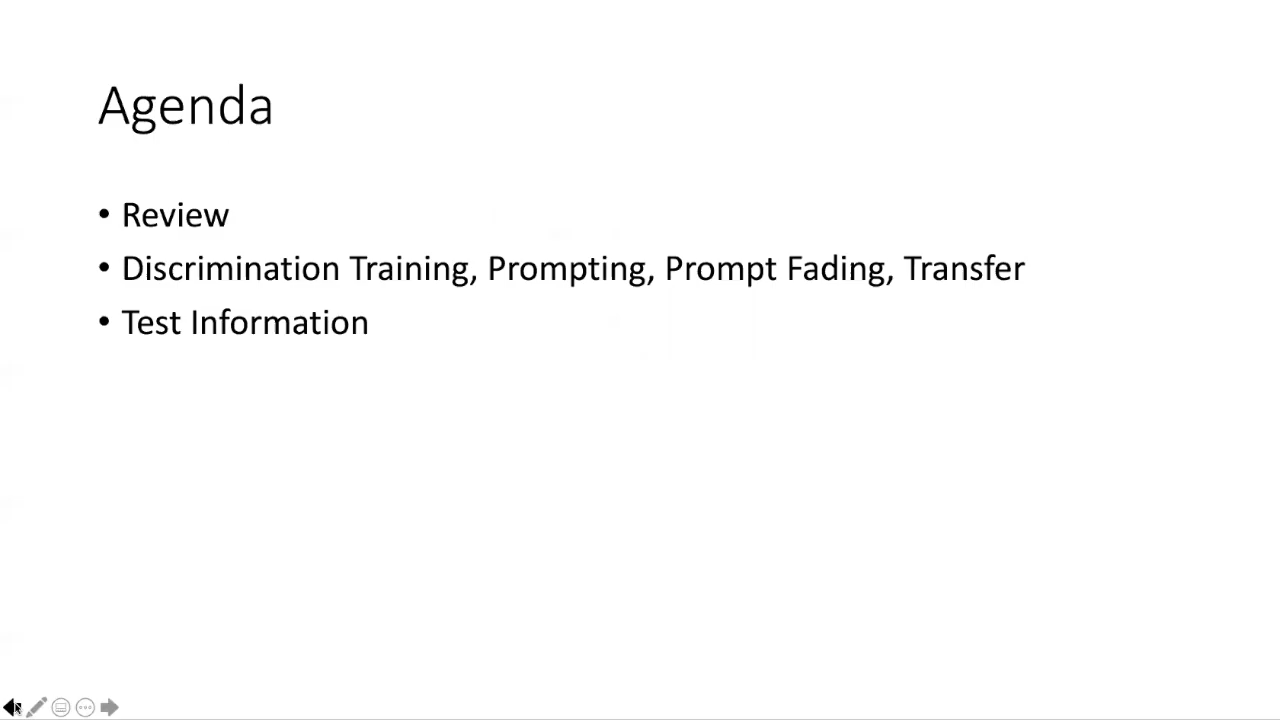 Agenda
• Review
• Discrimination Training, Prompting, Prompt Fading, Transfer
• Test Information